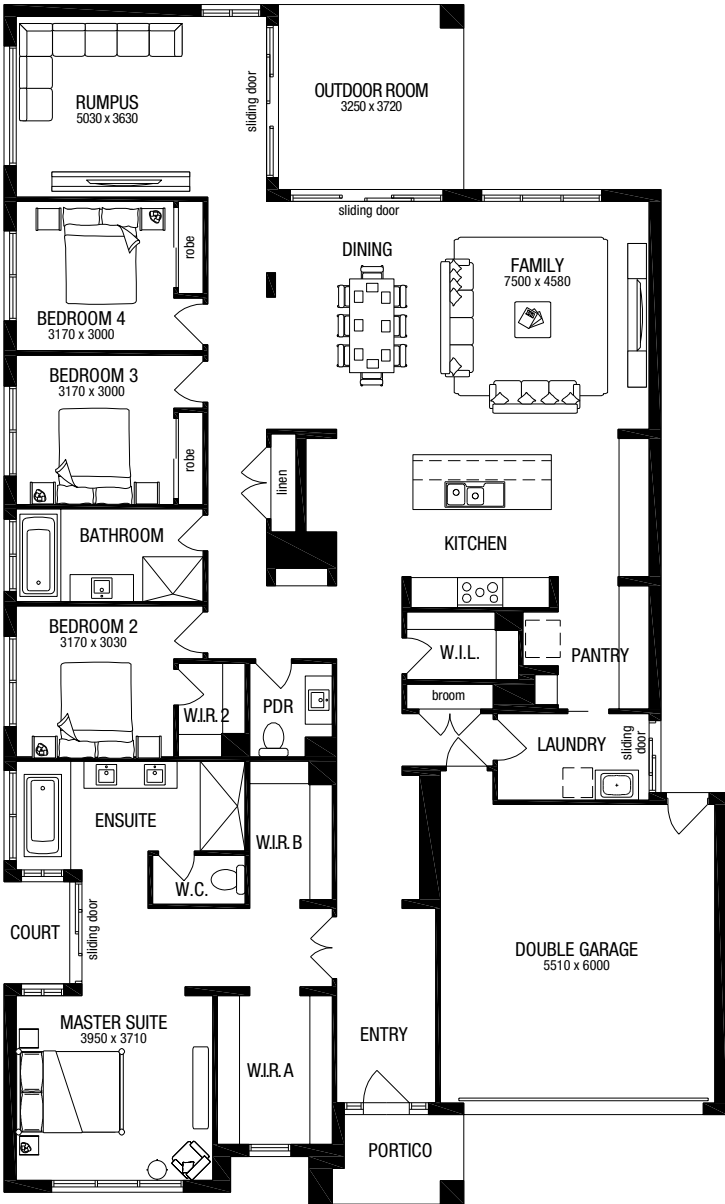 RUMPUS
5030 x 3630
sliding door
OUTDOOR ROOM
3250 x 3720
sliding door
robe
DINING
FAMILY
7500 x 4580
BEDROOM 4
3170 x 3000
BEDROOM 3
3170 x 3000
robe
linen
BATHROOM
KITCHEN
BEDROOM 2
3170 x 3030
W.I.L.
PANTRY
W.I.R. 2
PDR
broom
LAUNDRY
sliding
door
ENSUITE
W.I.R. B
W.C.
COURT
sliding door
DOUBLE GARAGE
5510 x 6000
MASTER SUITE
3950 x 3710
ENTRY
W.I.R. A
PORTICO